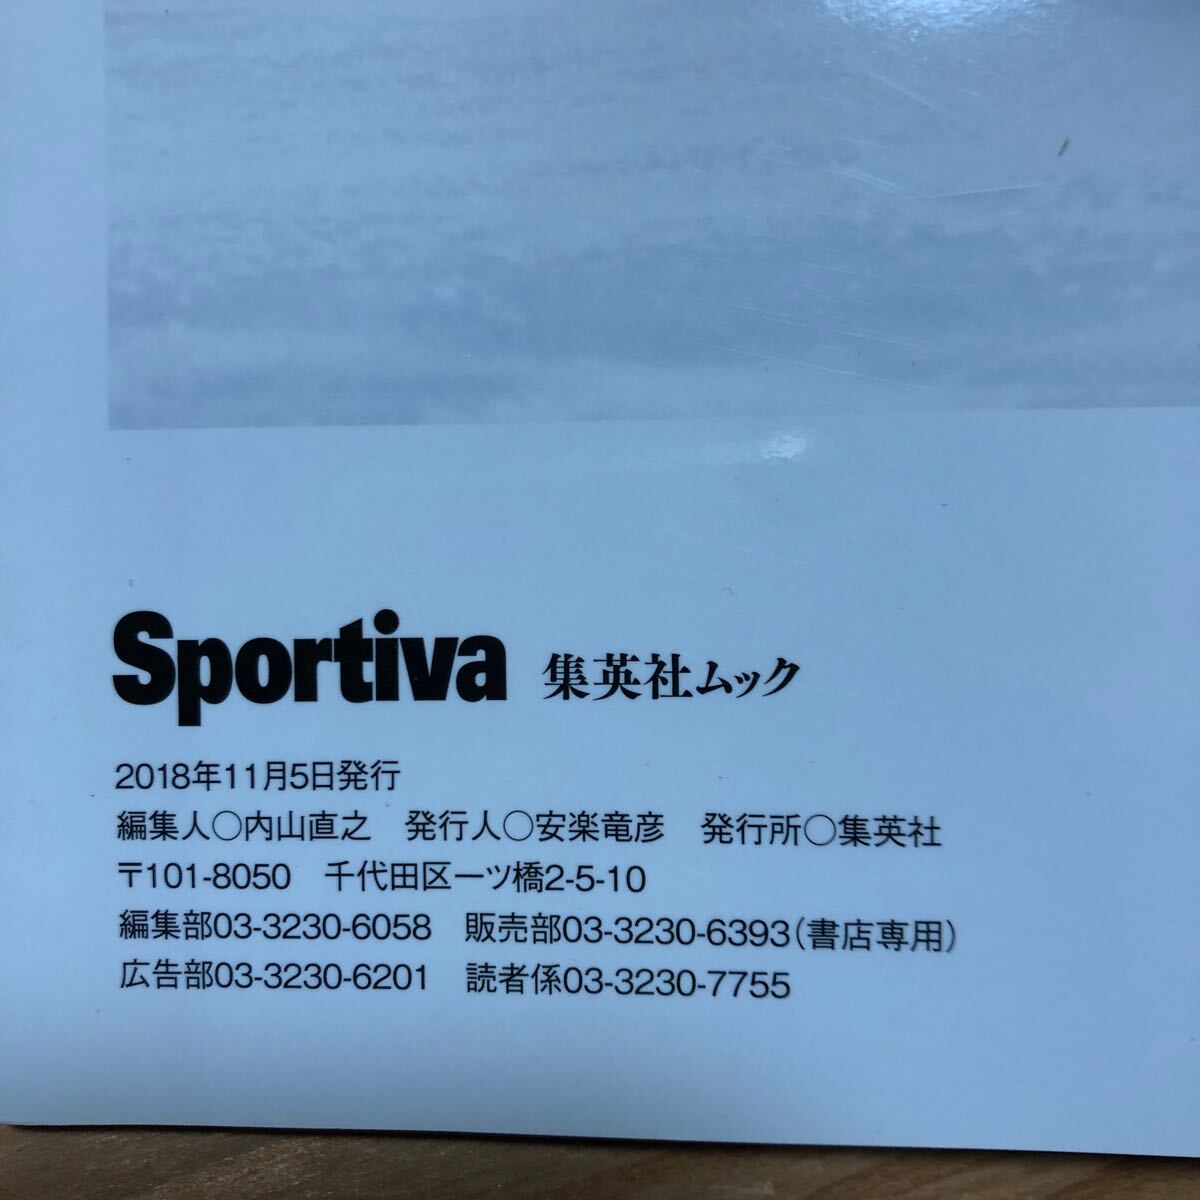 Sportiva 集英社ムック
2018年11月5日発行
編集人○内山直之　発行人○安楽竜彦　発行所○集英社
〒101-8050　千代田区一ツ橋2-5-10
編集部03-3230-6058　販売部03-3230-6393(書店専用)
広告部03-3230-6201　読者係03-3230-7755